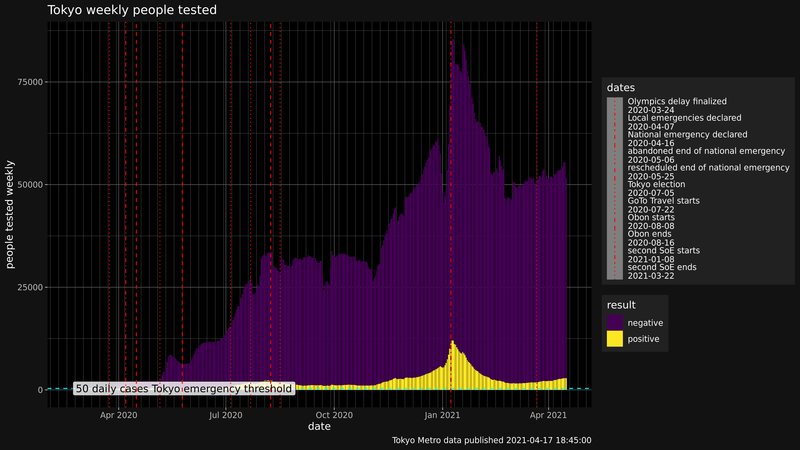 Tokyo weekly people tested
people tested weekly
75000
50000
25000
0
50 daily cases Tokyo emergency threshold
Apr 2020
Jul 2020
Oct 2020
Jan 2021
Apr 2021
date
Tokyo Metro data published 2021-04-17 18:45:00
dates
Olympics delay finalized
2020-03-24
Local emergencies declared
2020-04-07
National emergency declared
2020-04-16
abandoned end of national emergency
2020-05-06
rescheduled end of national emergency
2020-05-25
Tokyo election
2020-07-05
GoTo Travel starts
2020-07-22
Obon starts
2020-08-08
Obon ends
2020-08-16
second SoE starts
2021-01-08
second SoE ends
2021-03-22
result
negative
positive